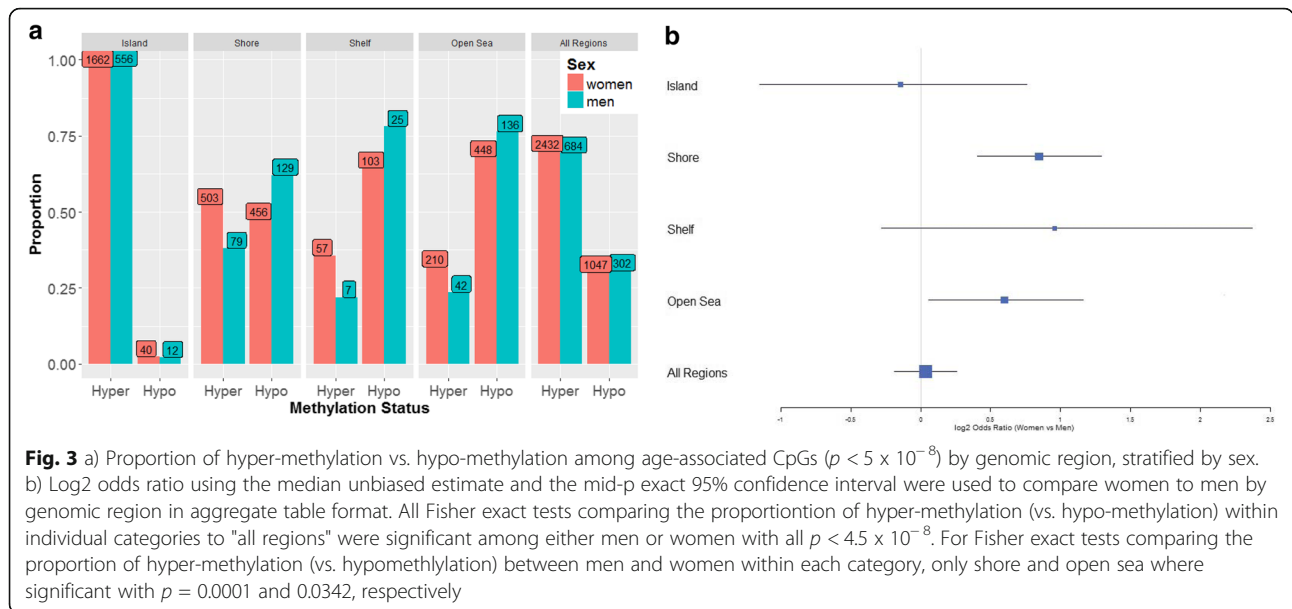 a
Island Shore Shelf Open Sea All Regions
Sex
women
men
1.00
0.75
0.50
0.25
0.00
Proportion
1662 556 40 12
503 79 456 129
57 7 103 25
210 42 448 136
2432 684 1047 302
Hyper Hypo Hyper Hypo Hyper Hypo Hyper Hypo Hyper Hypo
Methylation Status
b
Island
Shore
Shelf
Open Sea
All Regions
-1 -0.5 0 0.5 1 1.5 2 2.5
log2 Odds Ratio (Women vs Men)
Fig. 3 a) Proportion of hyper-methylation vs. hypo-methylation among age-associated CpGs (p < 5 x 10⁻⁸) by genomic region, stratified by sex.
b) Log2 odds ratio using the median unbiased estimate and the mid-p exact 95% confidence interval were used to compare women to men by
genomic region in aggregate table format. All Fisher exact tests comparing the proportiontion of hyper-methylation (vs. hypo-methylation) within
individual categories to "all regions" were significant among either men or women with all p < 4.5 x 10⁻⁸. For Fisher exact tests comparing the
proportion of hyper-methylation (vs. hypomethlylation) between men and women within each category, only shore and open sea where
significant with p = 0.0001 and 0.0342, respectively